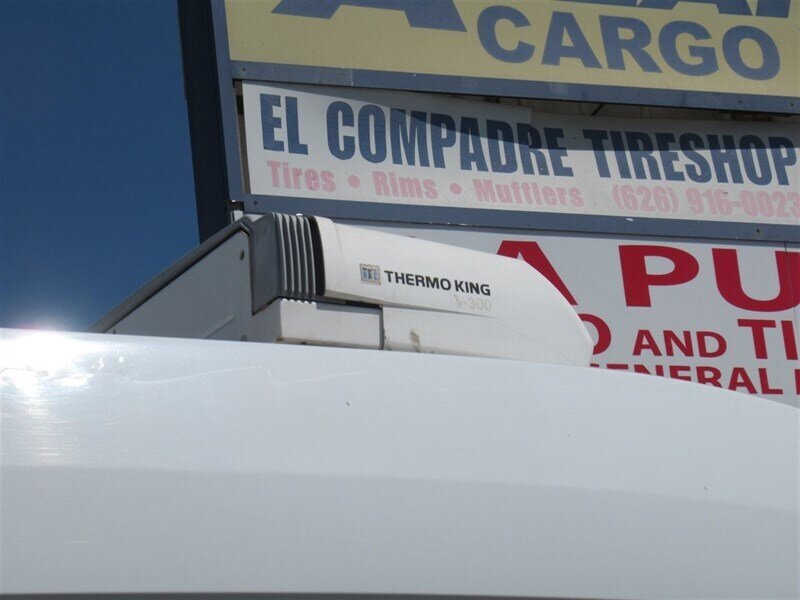 CARGO
EL COMPADRE TIRESHOP
Tires • Rims • Mufflers (626) 916-0023
THERMO KING
V-300
A PU
O AND TI
ENERAL